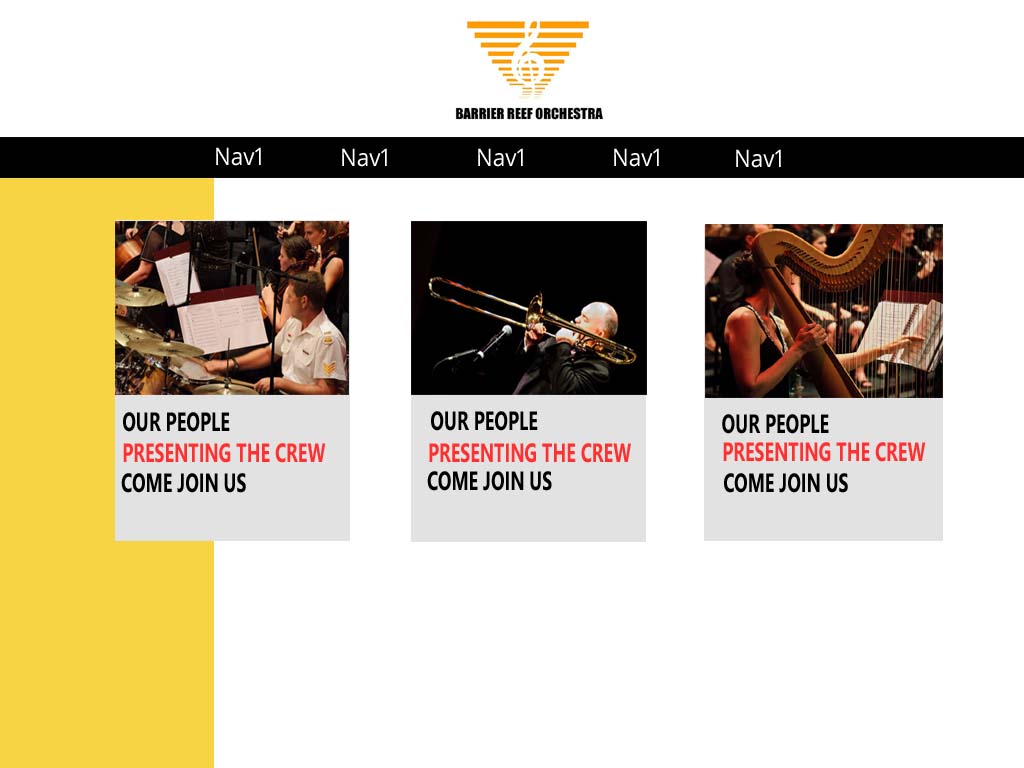 BARRIER REEF ORCHESTRA
Nav1 Nav1 Nav1 Nav1 Nav1
OUR PEOPLE
PRESENTING THE CREW
COME JOIN US
OUR PEOPLE
PRESENTING THE CREW
COME JOIN US
OUR PEOPLE
PRESENTING THE CREW
COME JOIN US